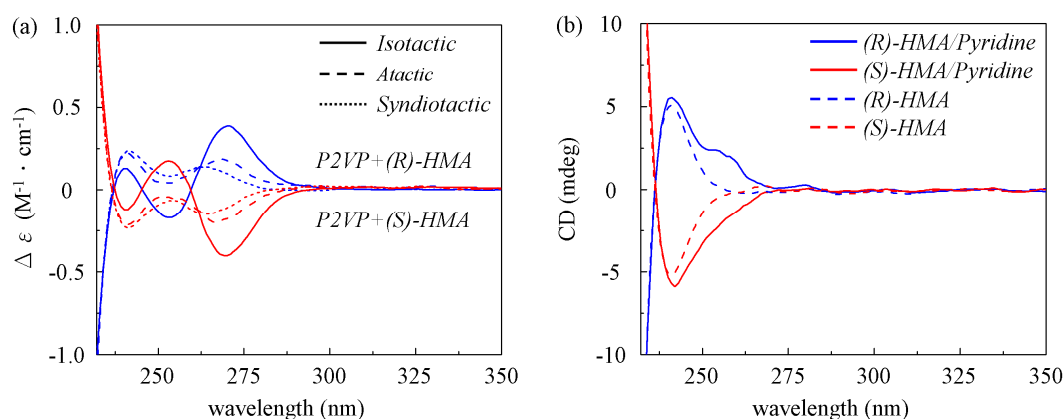 (a)
Isotactic
Atactic
Syndiotactic
P2VP+(R)-HMA
P2VP+(S)-HMA
Δ ε (M⁻¹・cm⁻¹)
1.0
0.5
0
-0.5
-1.0
250 275 300 325 350
wavelength (nm)
(b)
(R)-HMA/Pyridine
(S)-HMA/Pyridine
(R)-HMA
(S)-HMA
CD (mdeg)
10
5
0
-5
-10
250 275 300 325 350
wavelength (nm)